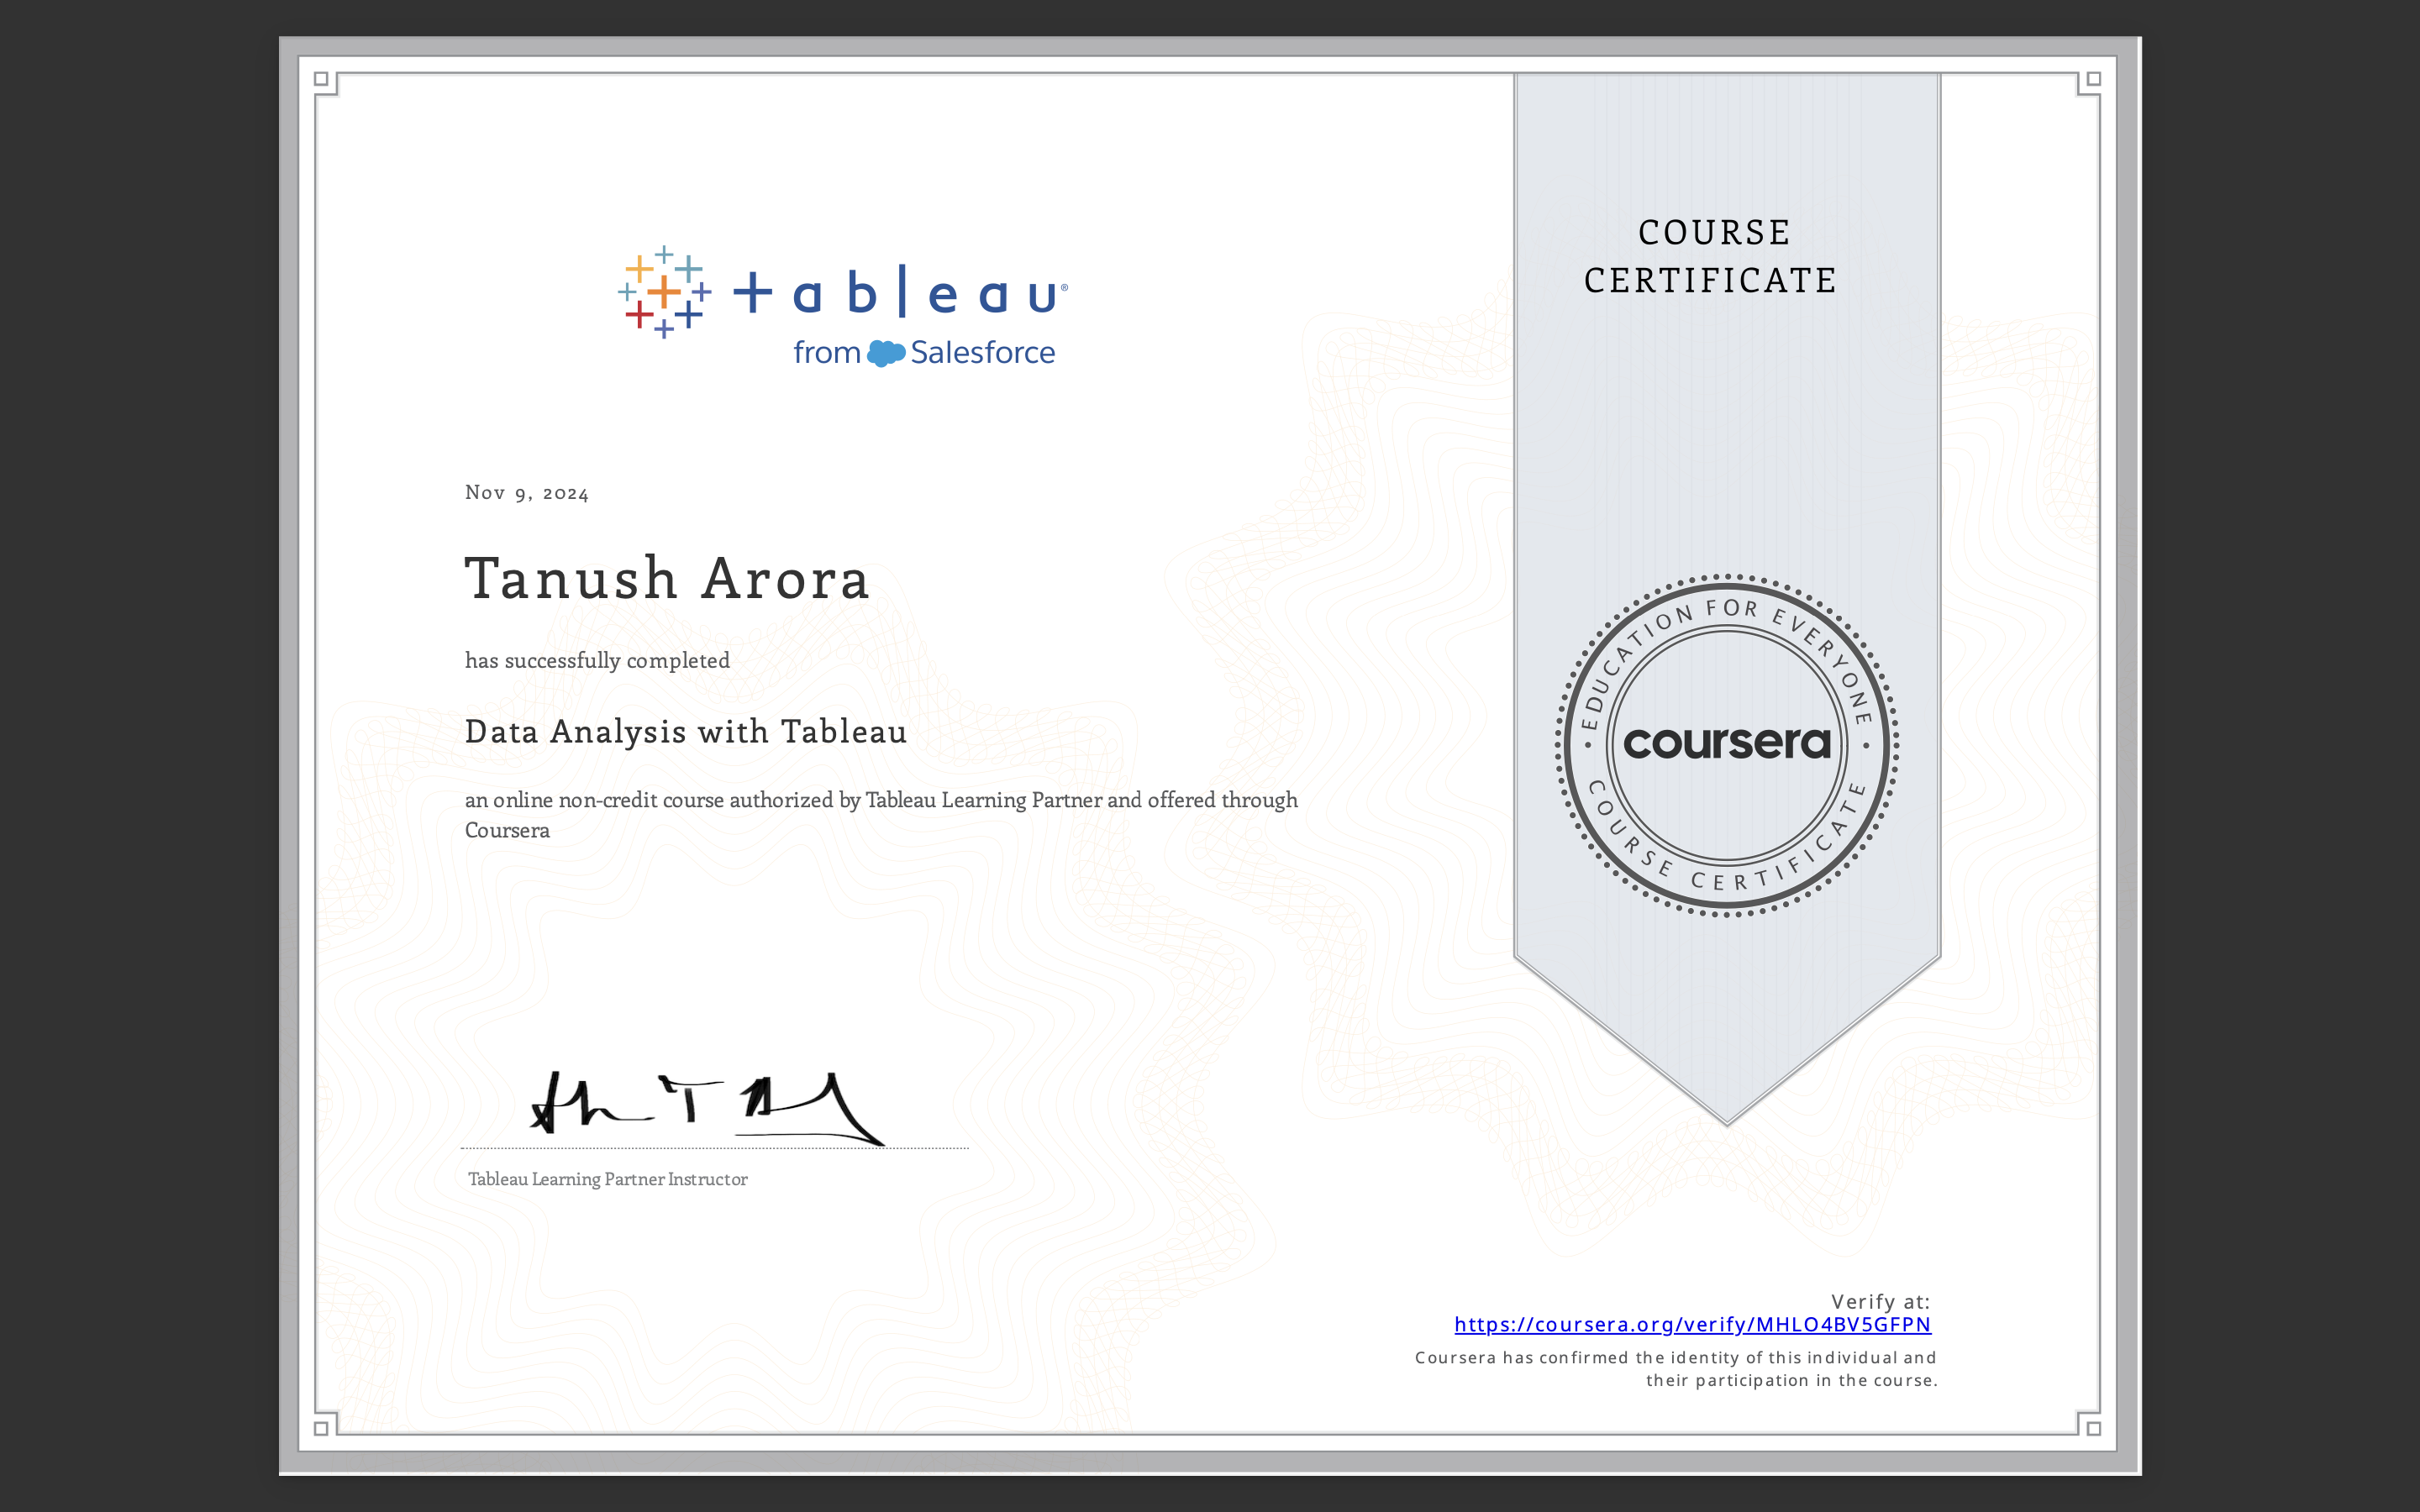 +ableau®
from Salesforce
COURSE
CERTIFICATE
Nov 9, 2024
Tanush Arora
has successfully completed
Data Analysis with Tableau
an online non-credit course authorized by Tableau Learning Partner and offered through
Coursera
EDUCATION FOR EVERYONE
coursera
COURSE CERTIFICATE
Tableau Learning Partner Instructor
Verify at:
https://coursera.org/verify/MHLO4BV5GFPN
Coursera has confirmed the identity of this individual and
their participation in the course.